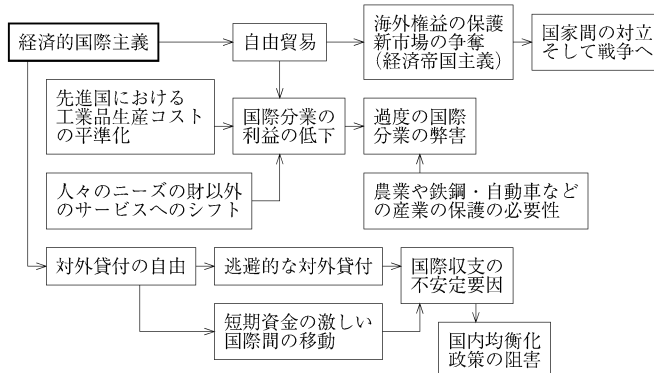 経済的国際主義
自由貿易
海外権益の保護
新市場の争奪
（経済帝国主義）
国家間の対立
そして戦争へ
先進国における
工業品生産コスト
の平準化
国際分業の
利益の低下
過度の国際
分業の弊害
人々のニーズの財以外
のサービスへのシフト
農業や鉄鋼・自動車など
の産業の保護の必要性
対外貸付の自由
逃避的な対外貸付
国際収支の
不安定要因
短期資金の激しい
国際間の移動
国内均衡化
政策の阻害